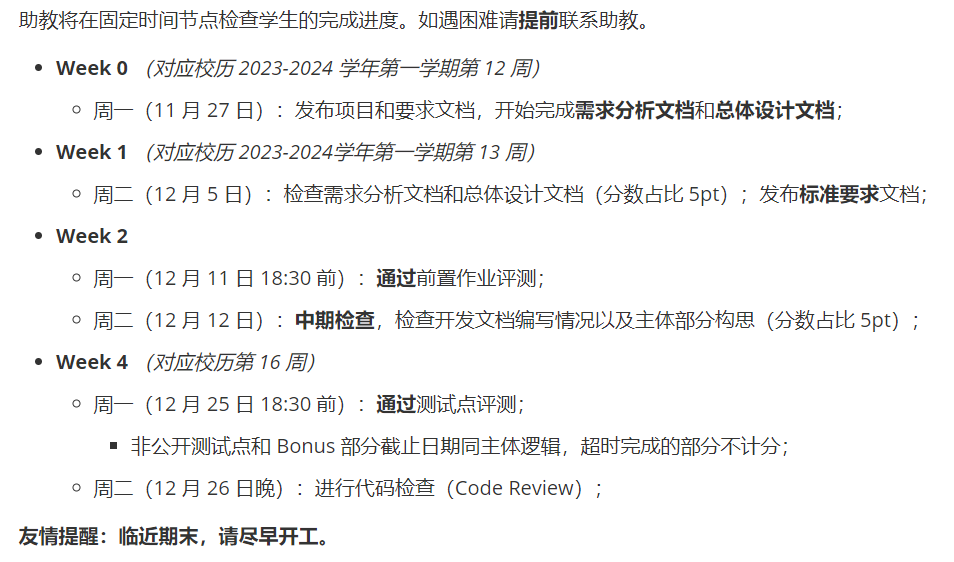 助教将在固定时间节点检查学生的完成进度。如遇困难请提前联系助教。
Week 0 （对应校历 2023-2024 学年第一学期第 12 周）
周一（11 月 27 日）：发布项目和要求文档，开始完成需求分析文档和总体设计文档；
Week 1 （对应校历 2023-2024学年第一学期第 13 周）
周二（12 月 5 日）：检查需求分析文档和总体设计文档（分数占比 5pt）；发布标准要求文档；
Week 2
周一（12 月 11 日 18:30 前）：通过前置作业评测；
周二（12 月 12 日）：中期检查，检查开发文档编写情况以及主体部分构思（分数占比 5pt）；
Week 4 （对应校历第 16 周）
周一（12 月 25 日 18:30 前）：通过测试点评测；
非公开测试点和 Bonus 部分截止日期同主体逻辑，超时完成的部分不计分；
周二（12 月 26 日晚）：进行代码检查（Code Review）；
友情提醒：临近期末，请尽早开工。